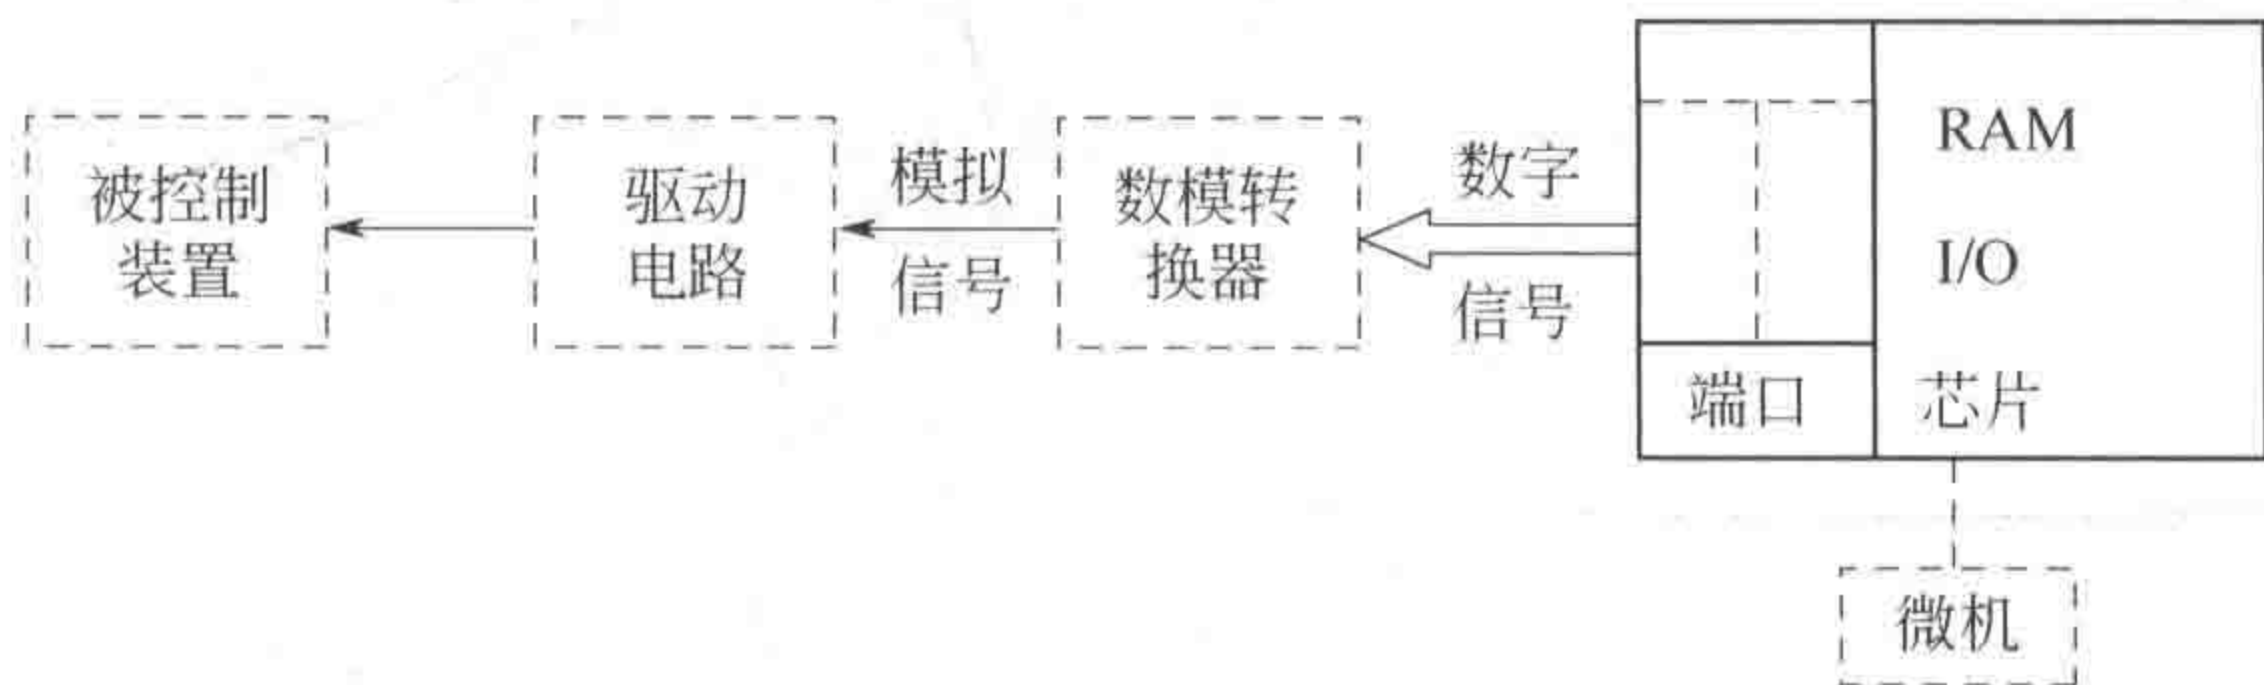 被控制
装置
驱动
电路
模拟
信号
数模转
换器
数字
信号
端口
RAM
I/O
芯片
微机